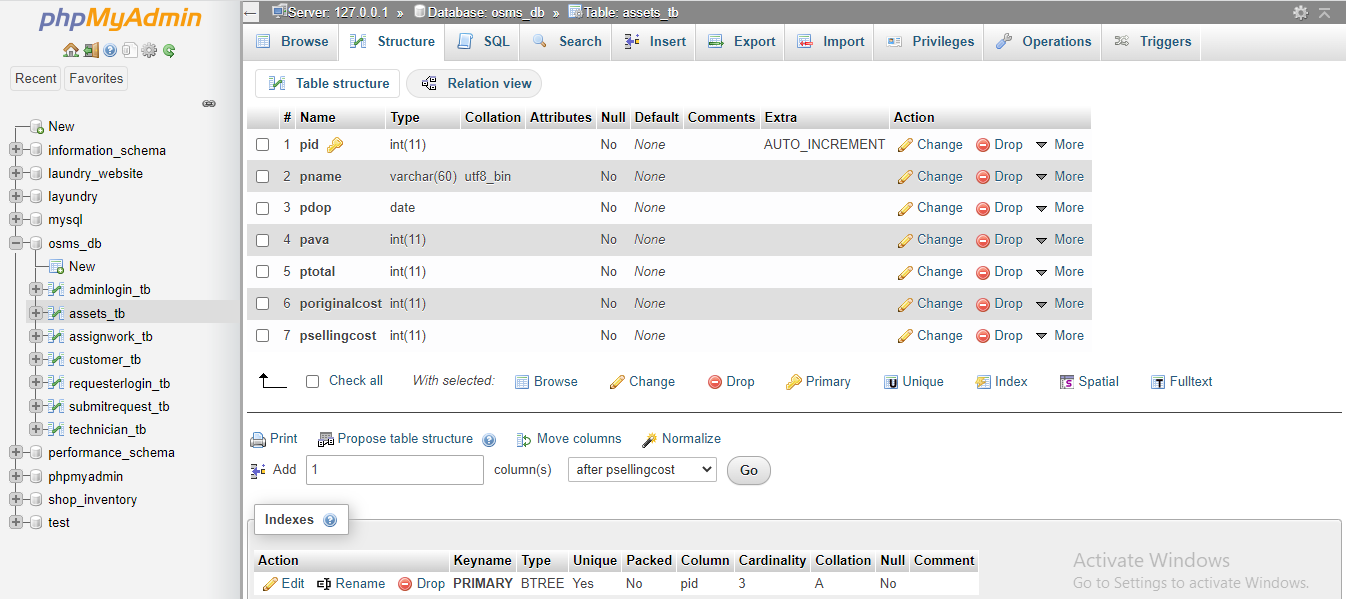 phpMyAdmin
Recent Favorites
New
information_schema
laundry_website
layundry
mysql
osms_db
New
adminlogin_tb
assets_tb
assignwork_tb
customer_tb
requesterlogin_tb
submitrequest_tb
technician_tb
performance_schema
phpmyadmin
shop_inventory
test
Server: 127.0.0.1 » Database: osms_db » Table: assets_tb
Browse Structure SQL Search Insert Export Import Privileges Operations Triggers
Table structure Relation view
# Name Type Collation Attributes Null Default Comments Extra Action
1 pid int(11) No None AUTO_INCREMENT Change Drop More
2 pname varchar(60) utf8_bin No None Change Drop More
3 pdop date No None Change Drop More
4 pava int(11) No None Change Drop More
5 ptotal int(11) No None Change Drop More
6 poriginalcost int(11) No None Change Drop More
7 psellingcost int(11) No None Change Drop More
Check all With selected: Browse Change Drop Primary Unique Index Spatial Fulltext
Print Propose table structure Move columns Normalize
Add 1 column(s) after psellingcost Go
Indexes
Action Keyname Type Unique Packed Column Cardinality Collation Null Comment
Edit Rename Drop PRIMARY BTREE Yes No pid 3 A No
Activate Windows
Go to Settings to activate Windows.